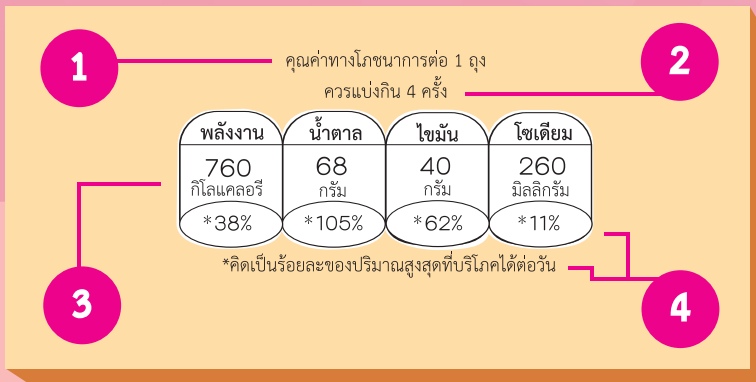 1
คุณค่าทางโภชนาการต่อ 1 ถุง
2
ควรแบ่งกิน 4 ครั้ง
พลังงาน น้ำตาล ไขมัน โซเดียม
760 68 40 260
กิโลแคลอรี กรัม กรัม มิลลิกรัม
*38% *105% *62% *11%
*คิดเป็นร้อยละของปริมาณสูงสุดที่บริโภคได้ต่อวัน
3
4